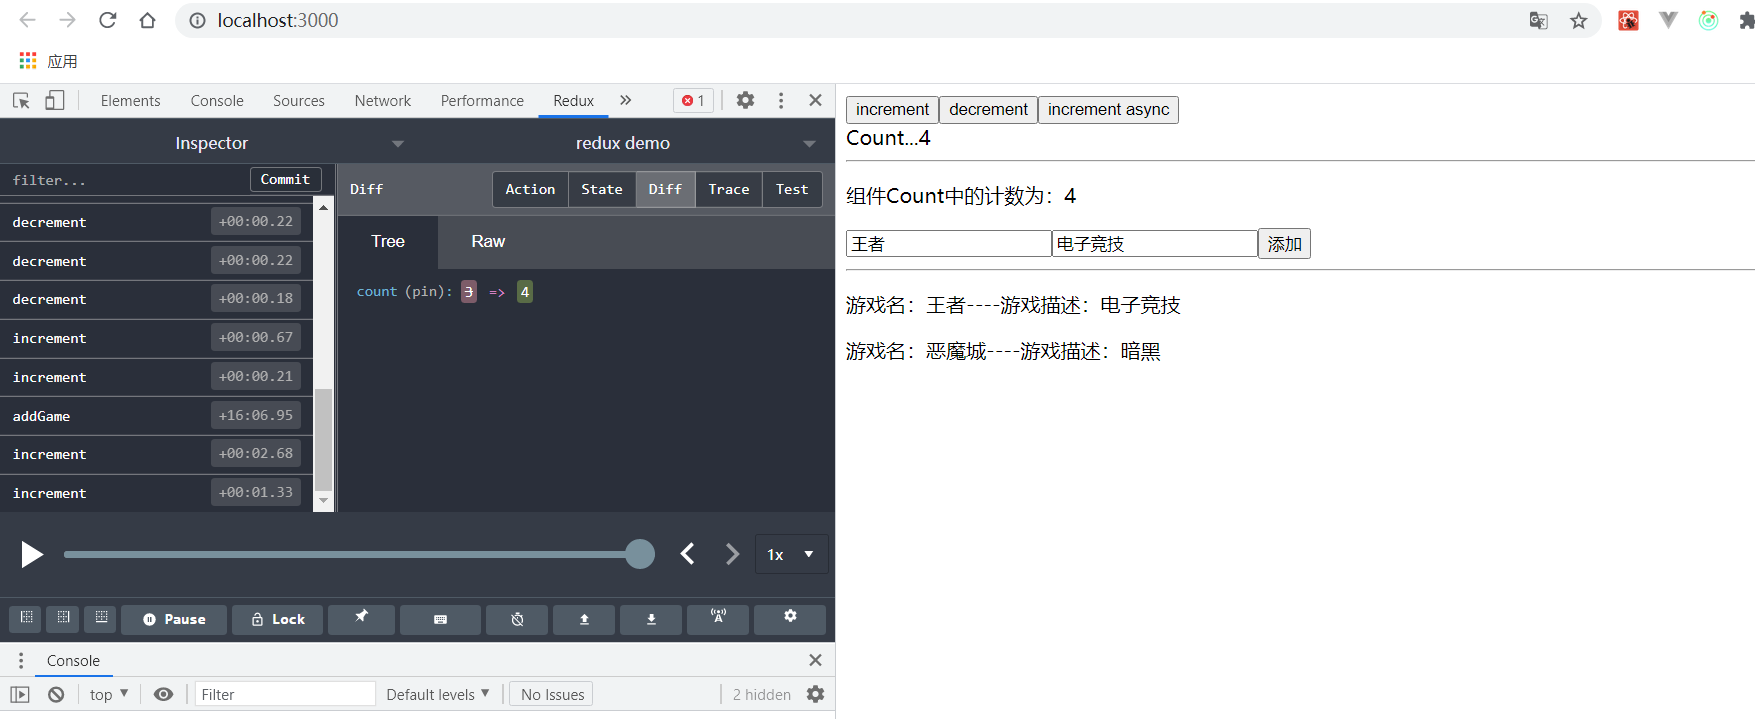 localhost:3000
应用
Elements Console Sources Network Performance Redux 1
Inspector redux demo
filter... Commit
decrement +00:00.22
decrement +00:00.22
decrement +00:00.18
increment +00:00.67
increment +00:00.21
addGame +16:06.95
increment +00:02.68
increment +00:01.33
Diff Action State Diff Trace Test
Tree Raw
count (pin): 3 => 4
1x
Pause Lock
Console
top Filter Default levels No Issues 2 hidden
increment decrement increment async
Count...4
组件Count中的计数为：4
王者 电子竞技 添加
游戏名：王者----游戏描述：电子竞技
游戏名：恶魔城----游戏描述：暗黑